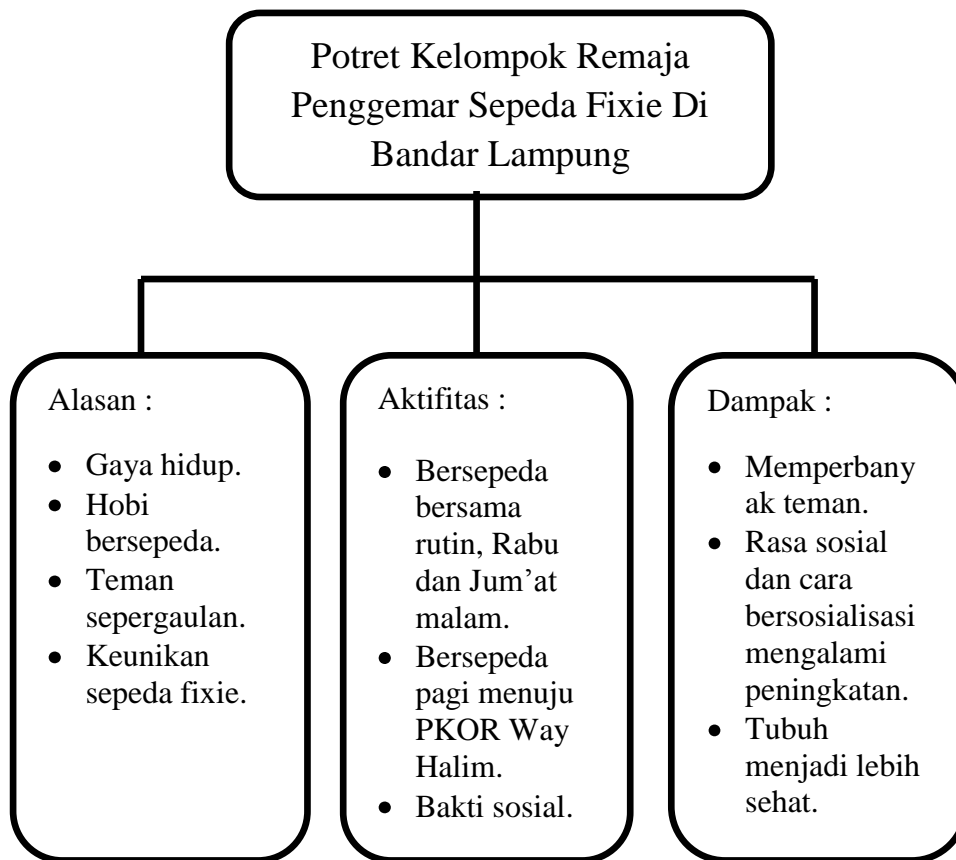 Potret Kelompok Remaja
Penggemar Sepeda Fixie Di
Bandar Lampung
Alasan :
• Gaya hidup.
• Hobi
bersepeda.
• Teman
sepergaulan.
• Keunikan
sepeda fixie.
Aktifitas :
• Bersepeda
bersama
rutin, Rabu
dan Jum’at
malam.
• Bersepeda
pagi menuju
PKOR Way
Halim.
• Bakti sosial.
Dampak :
• Memperbany
ak teman.
• Rasa sosial
dan cara
bersosialisasi
mengalami
peningkatan.
• Tubuh
menjadi lebih
sehat.